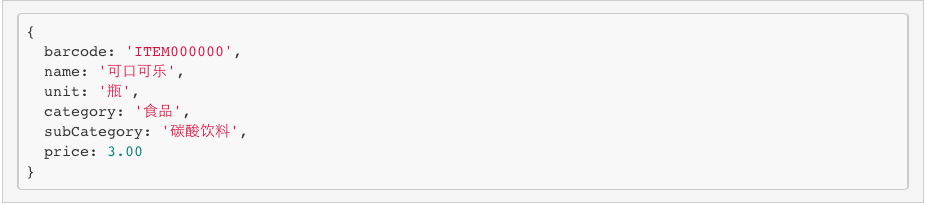 {
  barcode: 'ITEM000000',
  name: '可口可乐',
  unit: '瓶',
  category: '食品',
  subCategory: '碳酸饮料',
  price: 3.00
}